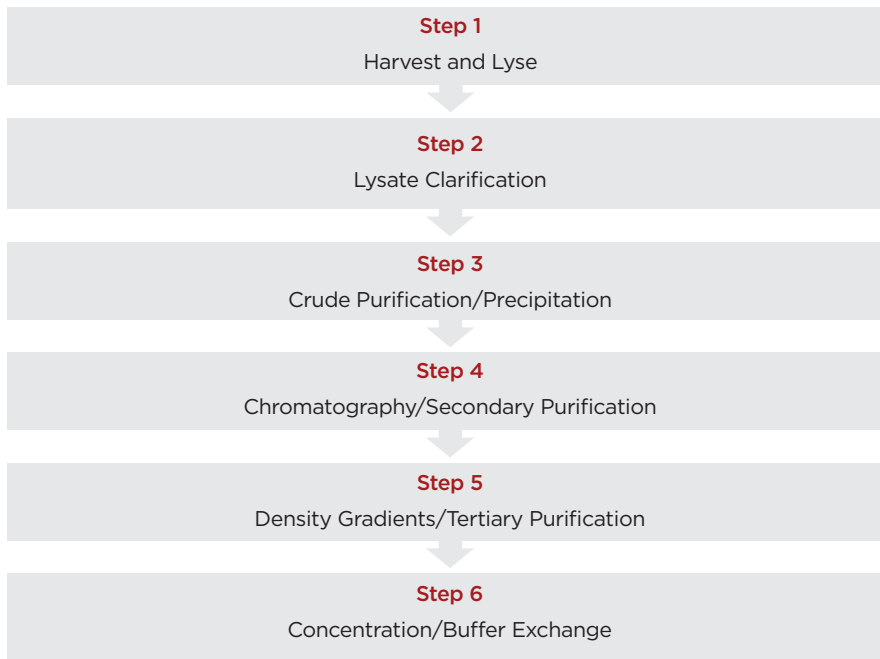 Step 1
Harvest and Lyse
Step 2
Lysate Clarification
Step 3
Crude Purification/Precipitation
Step 4
Chromatography/Secondary Purification
Step 5
Density Gradients/Tertiary Purification
Step 6
Concentration/Buffer Exchange